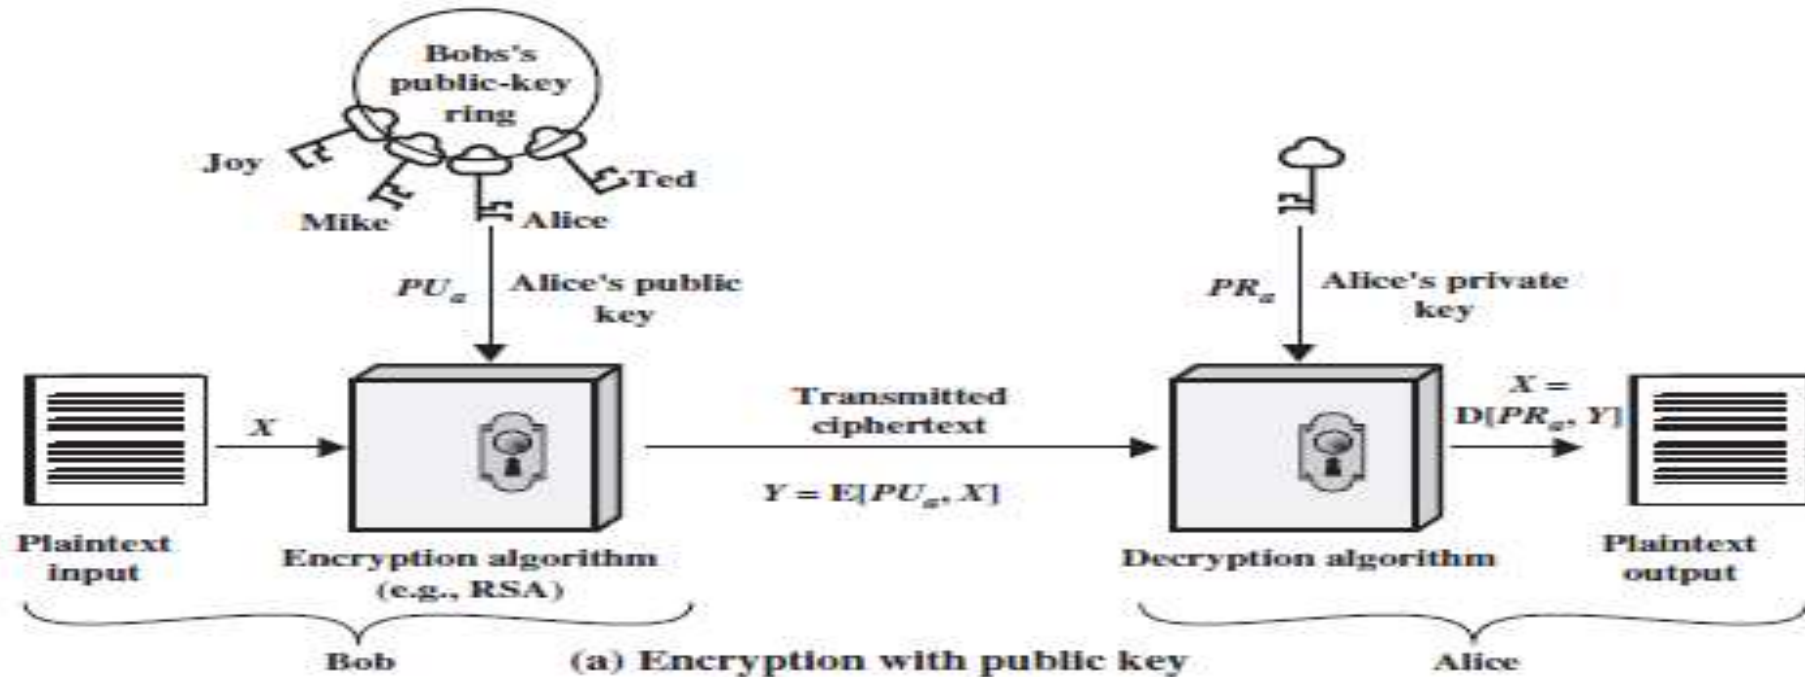 Bobs's
public-key
ring
Joy
Ted
Mike
Alice
PUa
Alice's public
key
PRa
Alice's private
key
X
Transmitted
ciphertext
X =
D[PRa, Y]
Y = E[PUa, X]
Plaintext
input
Encryption algorithm
(e.g., RSA)
Decryption algorithm
Plaintext
output
Bob
(a) Encryption with public key
Alice